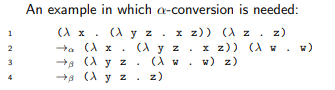 An example in which α-conversion is needed:
1 (λ x . (λ y z . x z)) (λ z . z)
2 →α (λ x . (λ y z . x z)) (λ w . w)
3 →β (λ y z . (λ w . w) z)
4 →β (λ y z . z)